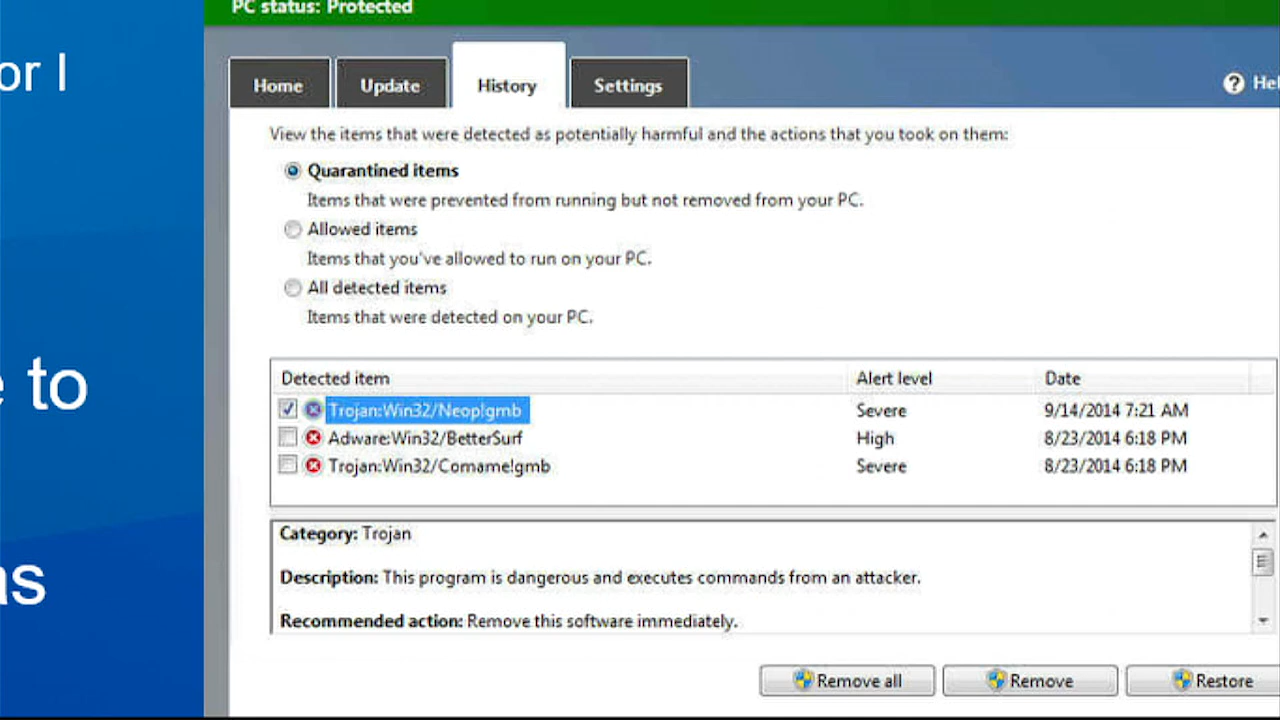 or I
e to
as
PC status: Protected
Home Update History Settings Hel
View the items that were detected as potentially harmful and the actions that you took on them:
Quarantined items
Items that were prevented from running but not removed from your PC.
Allowed items
Items that you've allowed to run on your PC.
All detected items
Items that were detected on your PC.
Detected item Alert level Date
Trojan:Win32/Neop!gmb Severe 9/14/2014 7:21 AM
Adware:Win32/BetterSurf High 8/23/2014 6:18 PM
Trojan:Win32/Comame!gmb Severe 8/23/2014 6:18 PM
Category: Trojan
Description: This program is dangerous and executes commands from an attacker.
Recommended action: Remove this software immediately.
Remove all Remove Restore